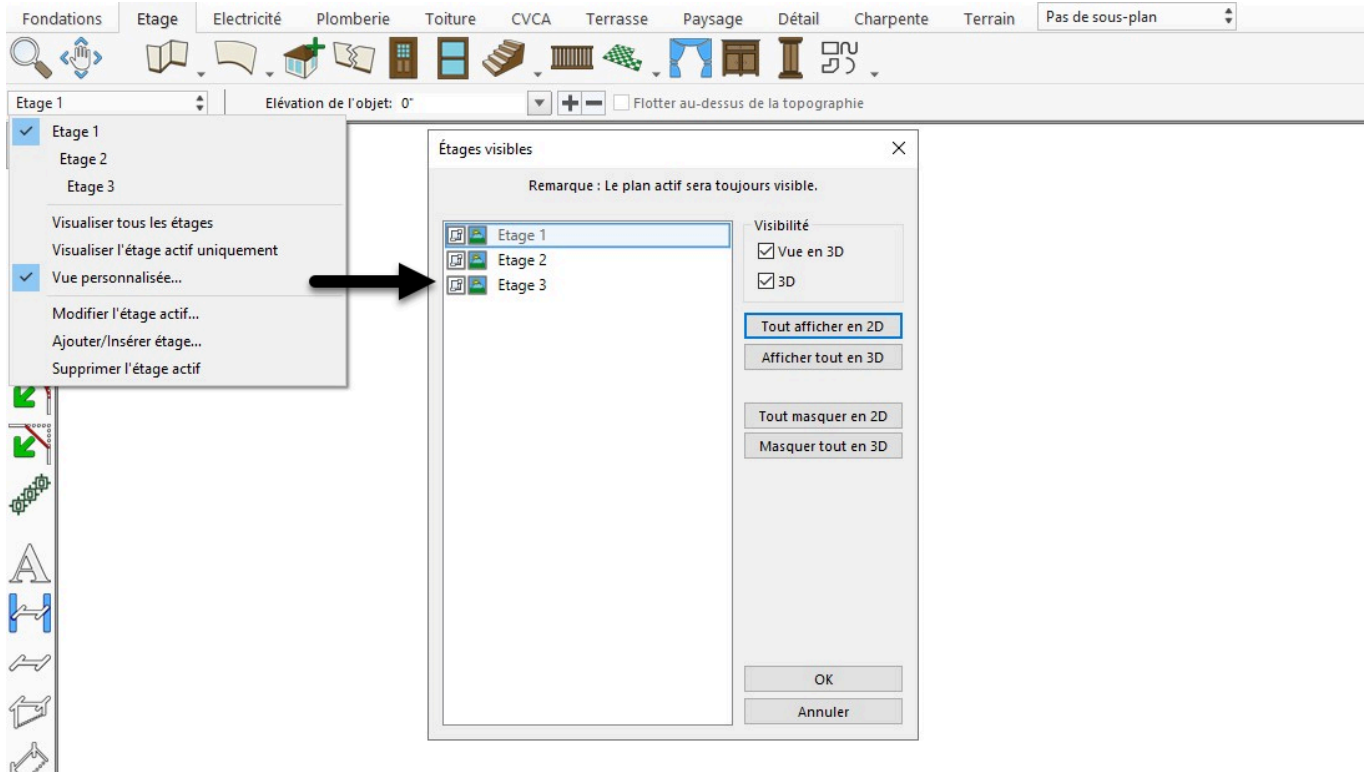 Fondations Etage Electricité Plomberie Toiture CVCA Terrasse Paysage Détail Charpente Terrain Pas de sous-plan
Etage 1 Elévation de l'objet: 0" Flotter au-dessus de la topographie
Etage 1
Etage 2
Etage 3
Visualiser tous les étages
Visualiser l'étage actif uniquement
Vue personnalisée...
Modifier l'étage actif...
Ajouter/Insérer étage...
Supprimer l'étage actif
Étages visibles
Remarque : Le plan actif sera toujours visible.
Etage 1
Etage 2
Etage 3
Visibilité
Vue en 3D
3D
Tout afficher en 2D
Afficher tout en 3D
Tout masquer en 2D
Masquer tout en 3D
OK
Annuler
A